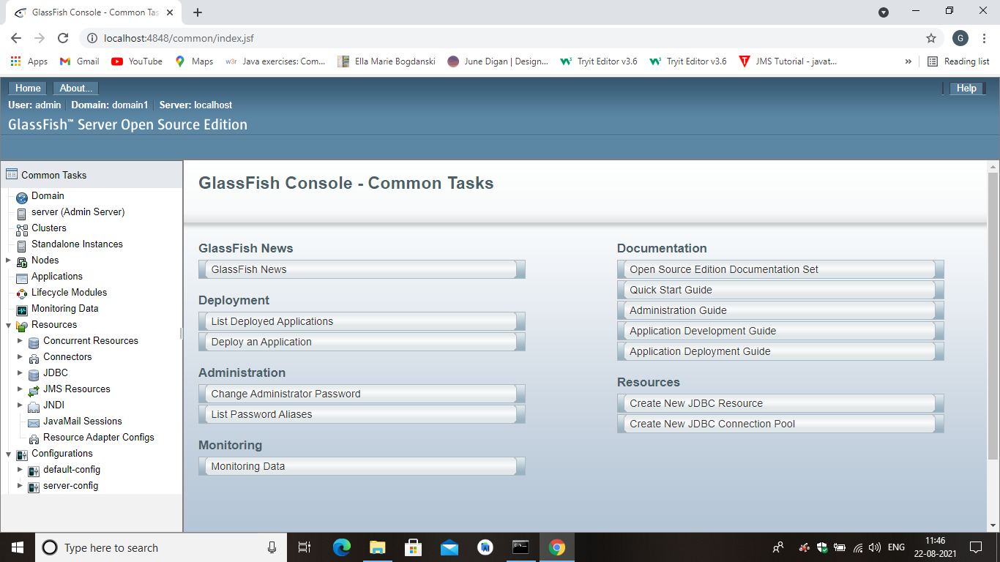 GlassFish Console - Common Tas
localhost:4848/common/index.jsf
G
Apps
Gmail
YouTube
Maps
w3r
Java exercises: Com...
Ella Marie Bogdanski
June Digan | Design...
Tryit Editor v3.6
Tryit Editor v3.6
JMS Tutorial - javat...
»
Reading list
Home
About...
Help
User: admin
Domain: domain1
Server: localhost
GlassFish™ Server Open Source Edition
Common Tasks
Domain
server (Admin Server)
Clusters
Standalone Instances
Nodes
Applications
Lifecycle Modules
Monitoring Data
Resources
Concurrent Resources
Connectors
JDBC
JMS Resources
JNDI
JavaMail Sessions
Resource Adapter Configs
Configurations
default-config
server-config
GlassFish Console - Common Tasks
GlassFish News
GlassFish News
Deployment
List Deployed Applications
Deploy an Application
Administration
Change Administrator Password
List Password Aliases
Monitoring
Monitoring Data
Documentation
Open Source Edition Documentation Set
Quick Start Guide
Administration Guide
Application Development Guide
Application Deployment Guide
Resources
Create New JDBC Resource
Create New JDBC Connection Pool
Type here to search
ENG
11:46
22-08-2021